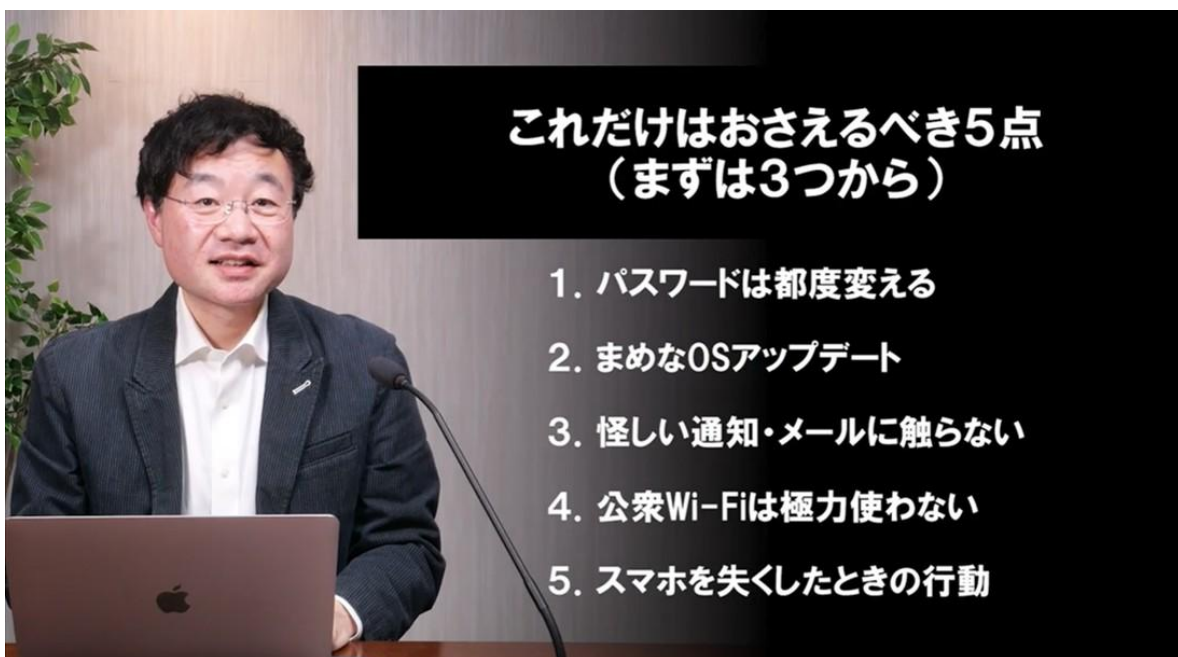 これだけはおさえるべき5点
(まずは3つから)
1. パスワードは都度変える
2. まめなOSアップデート
3. 怪しい通知・メールに触らない
4. 公衆Wi-Fiは極力使わない
5. スマホを失くしたときの行動